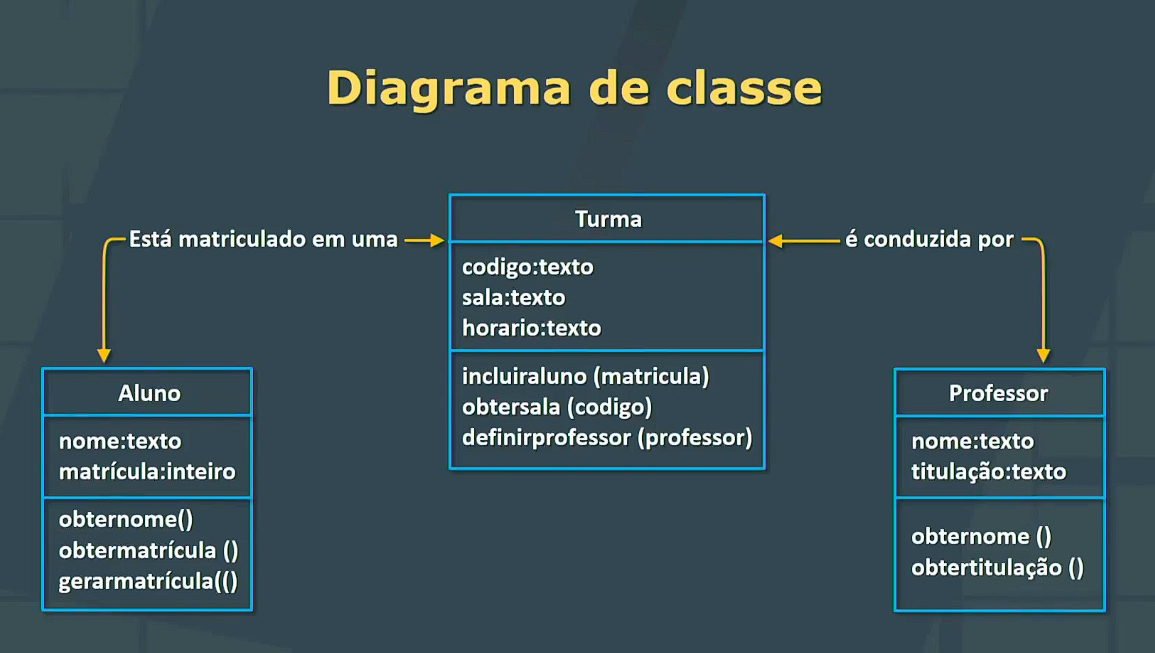 Diagrama de classe
Está matriculado em uma
Turma
é conduzida por
codigo:texto
sala:texto
horario:texto
incluiraluno (matricula)
obtersala (codigo)
definirprofessor (professor)
Aluno
nome:texto
matrícula:inteiro
obternome()
obtermatrícula ()
gerarmatrícula(()
Professor
nome:texto
titulação:texto
obternome ()
obtertitulação ()